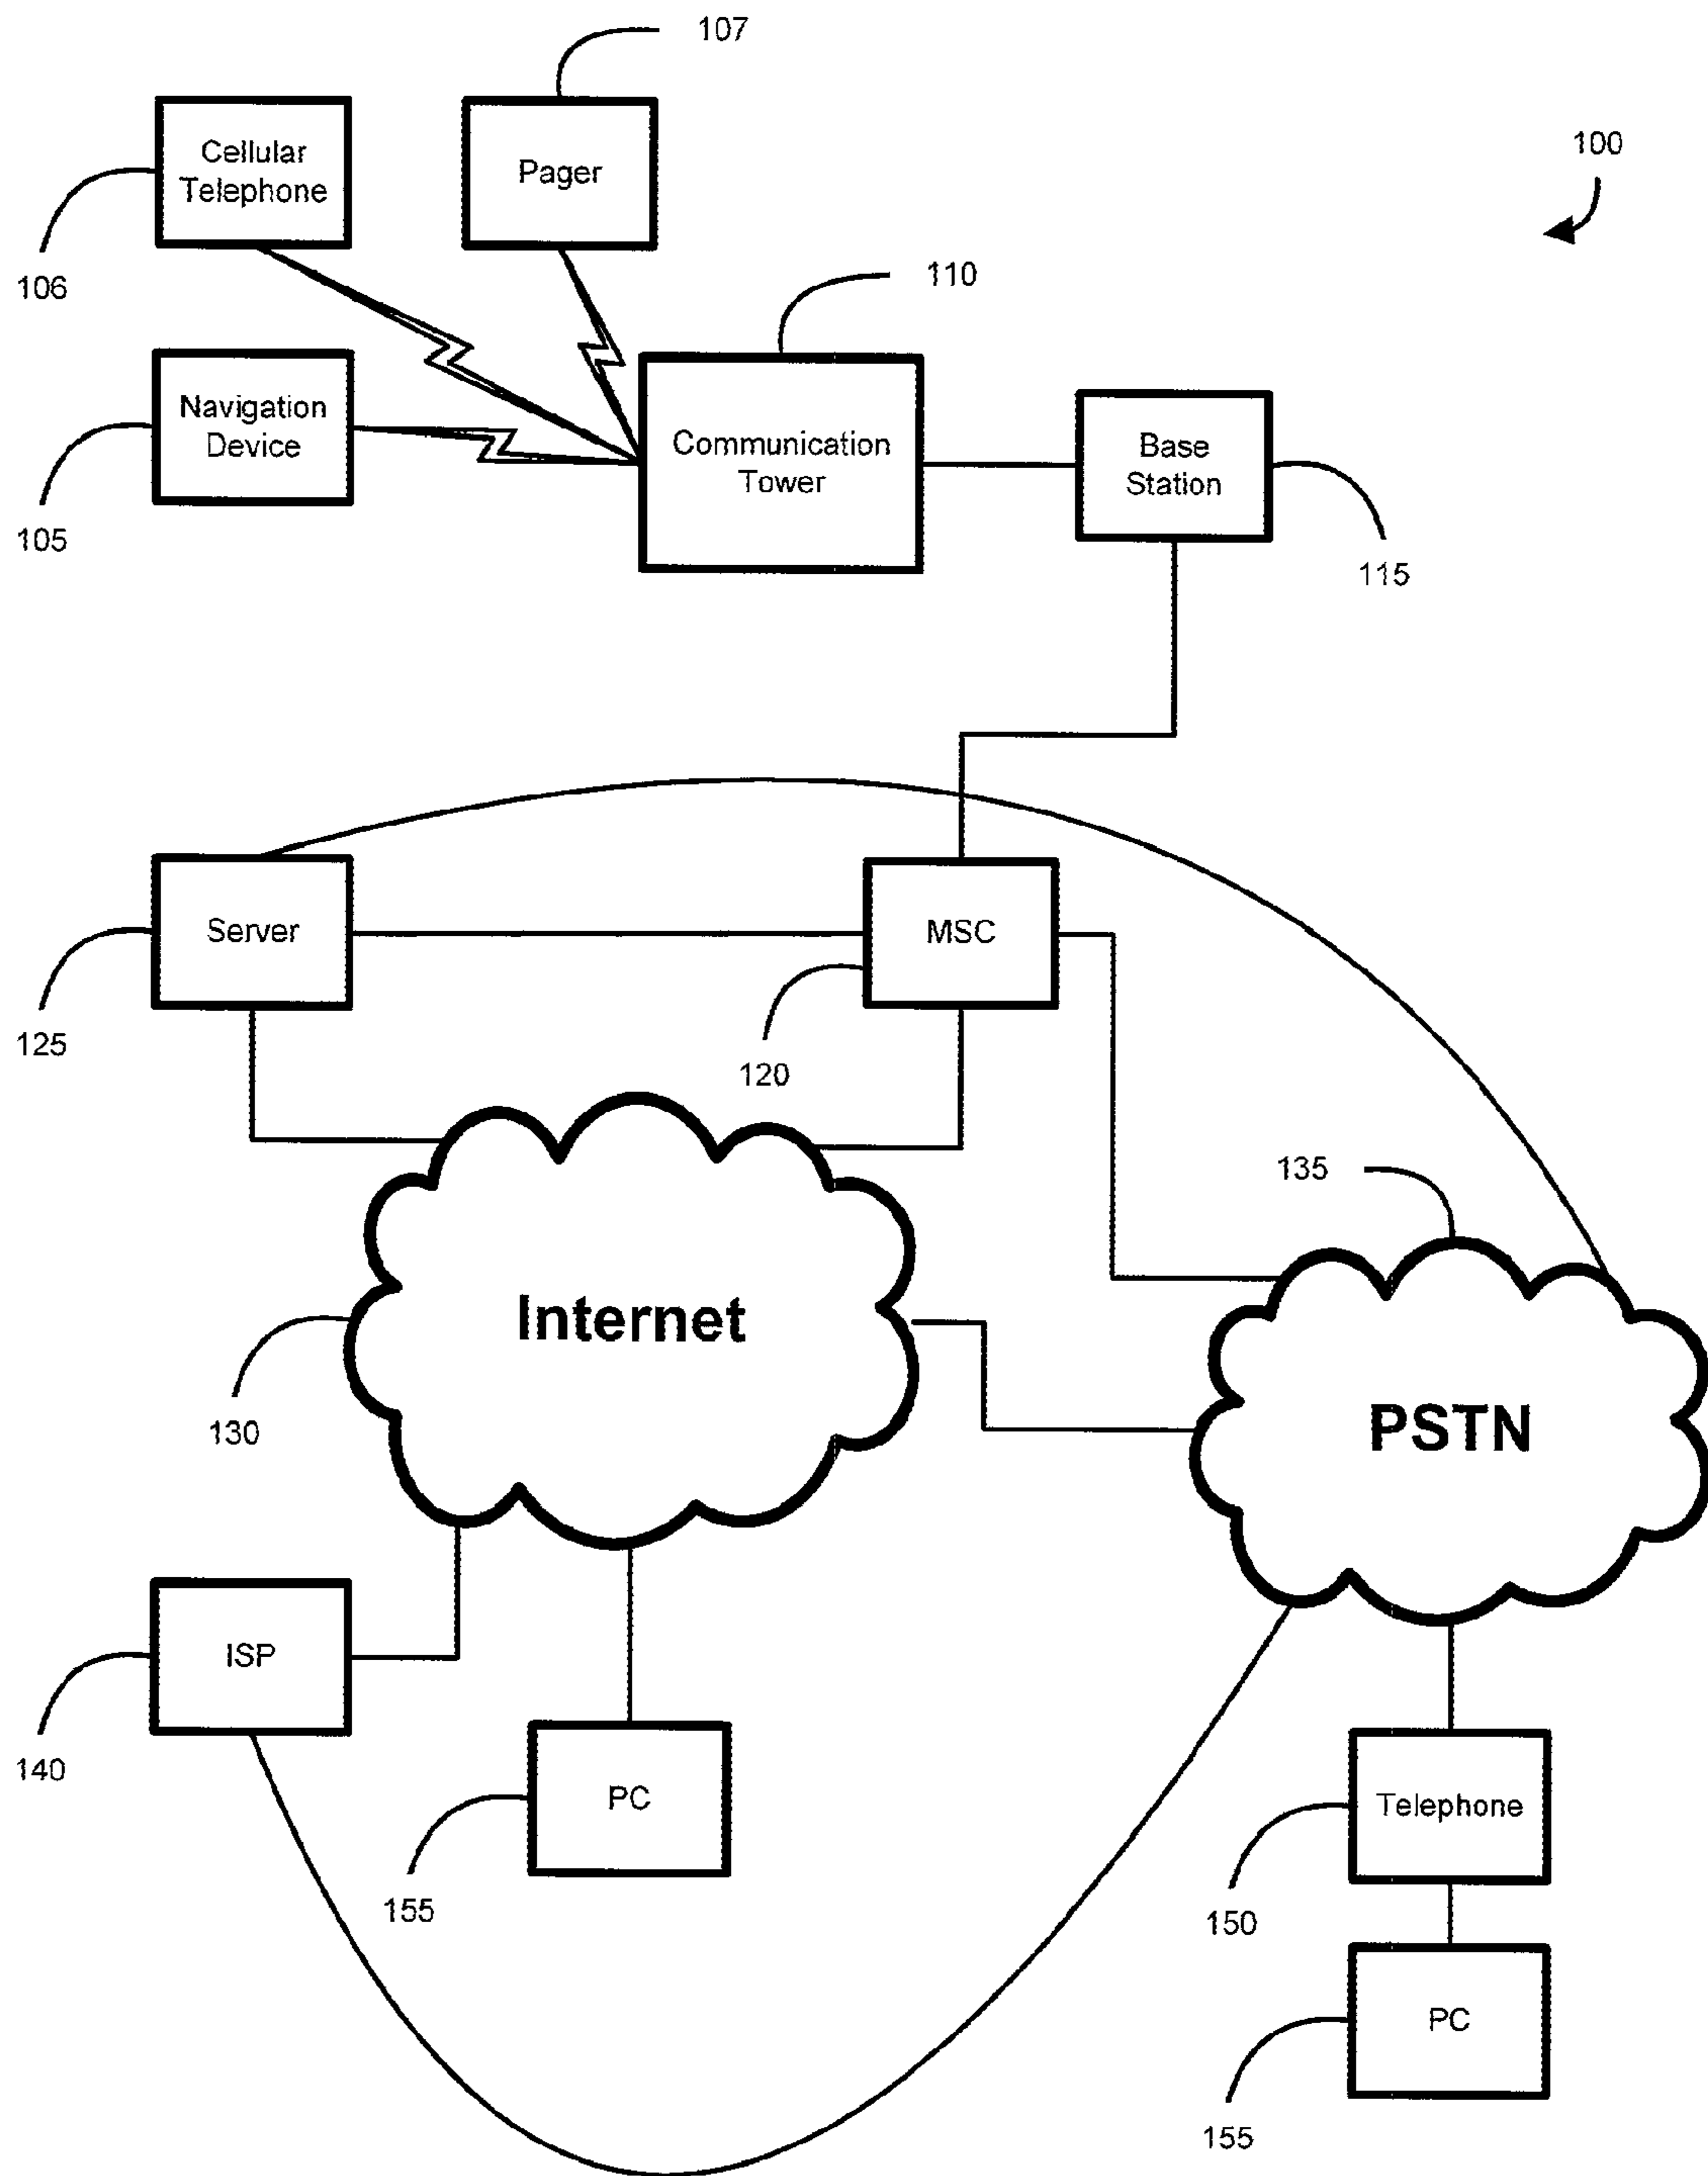 107
100
Cellular
Telephone
Pager
106
110
Navigation
Device
Communication
Tower
Base
Station
105
115
Server
MSC
125
120
135
Internet
130
PSTN
ISP
140
PC
Telephone
155
150
PC
155